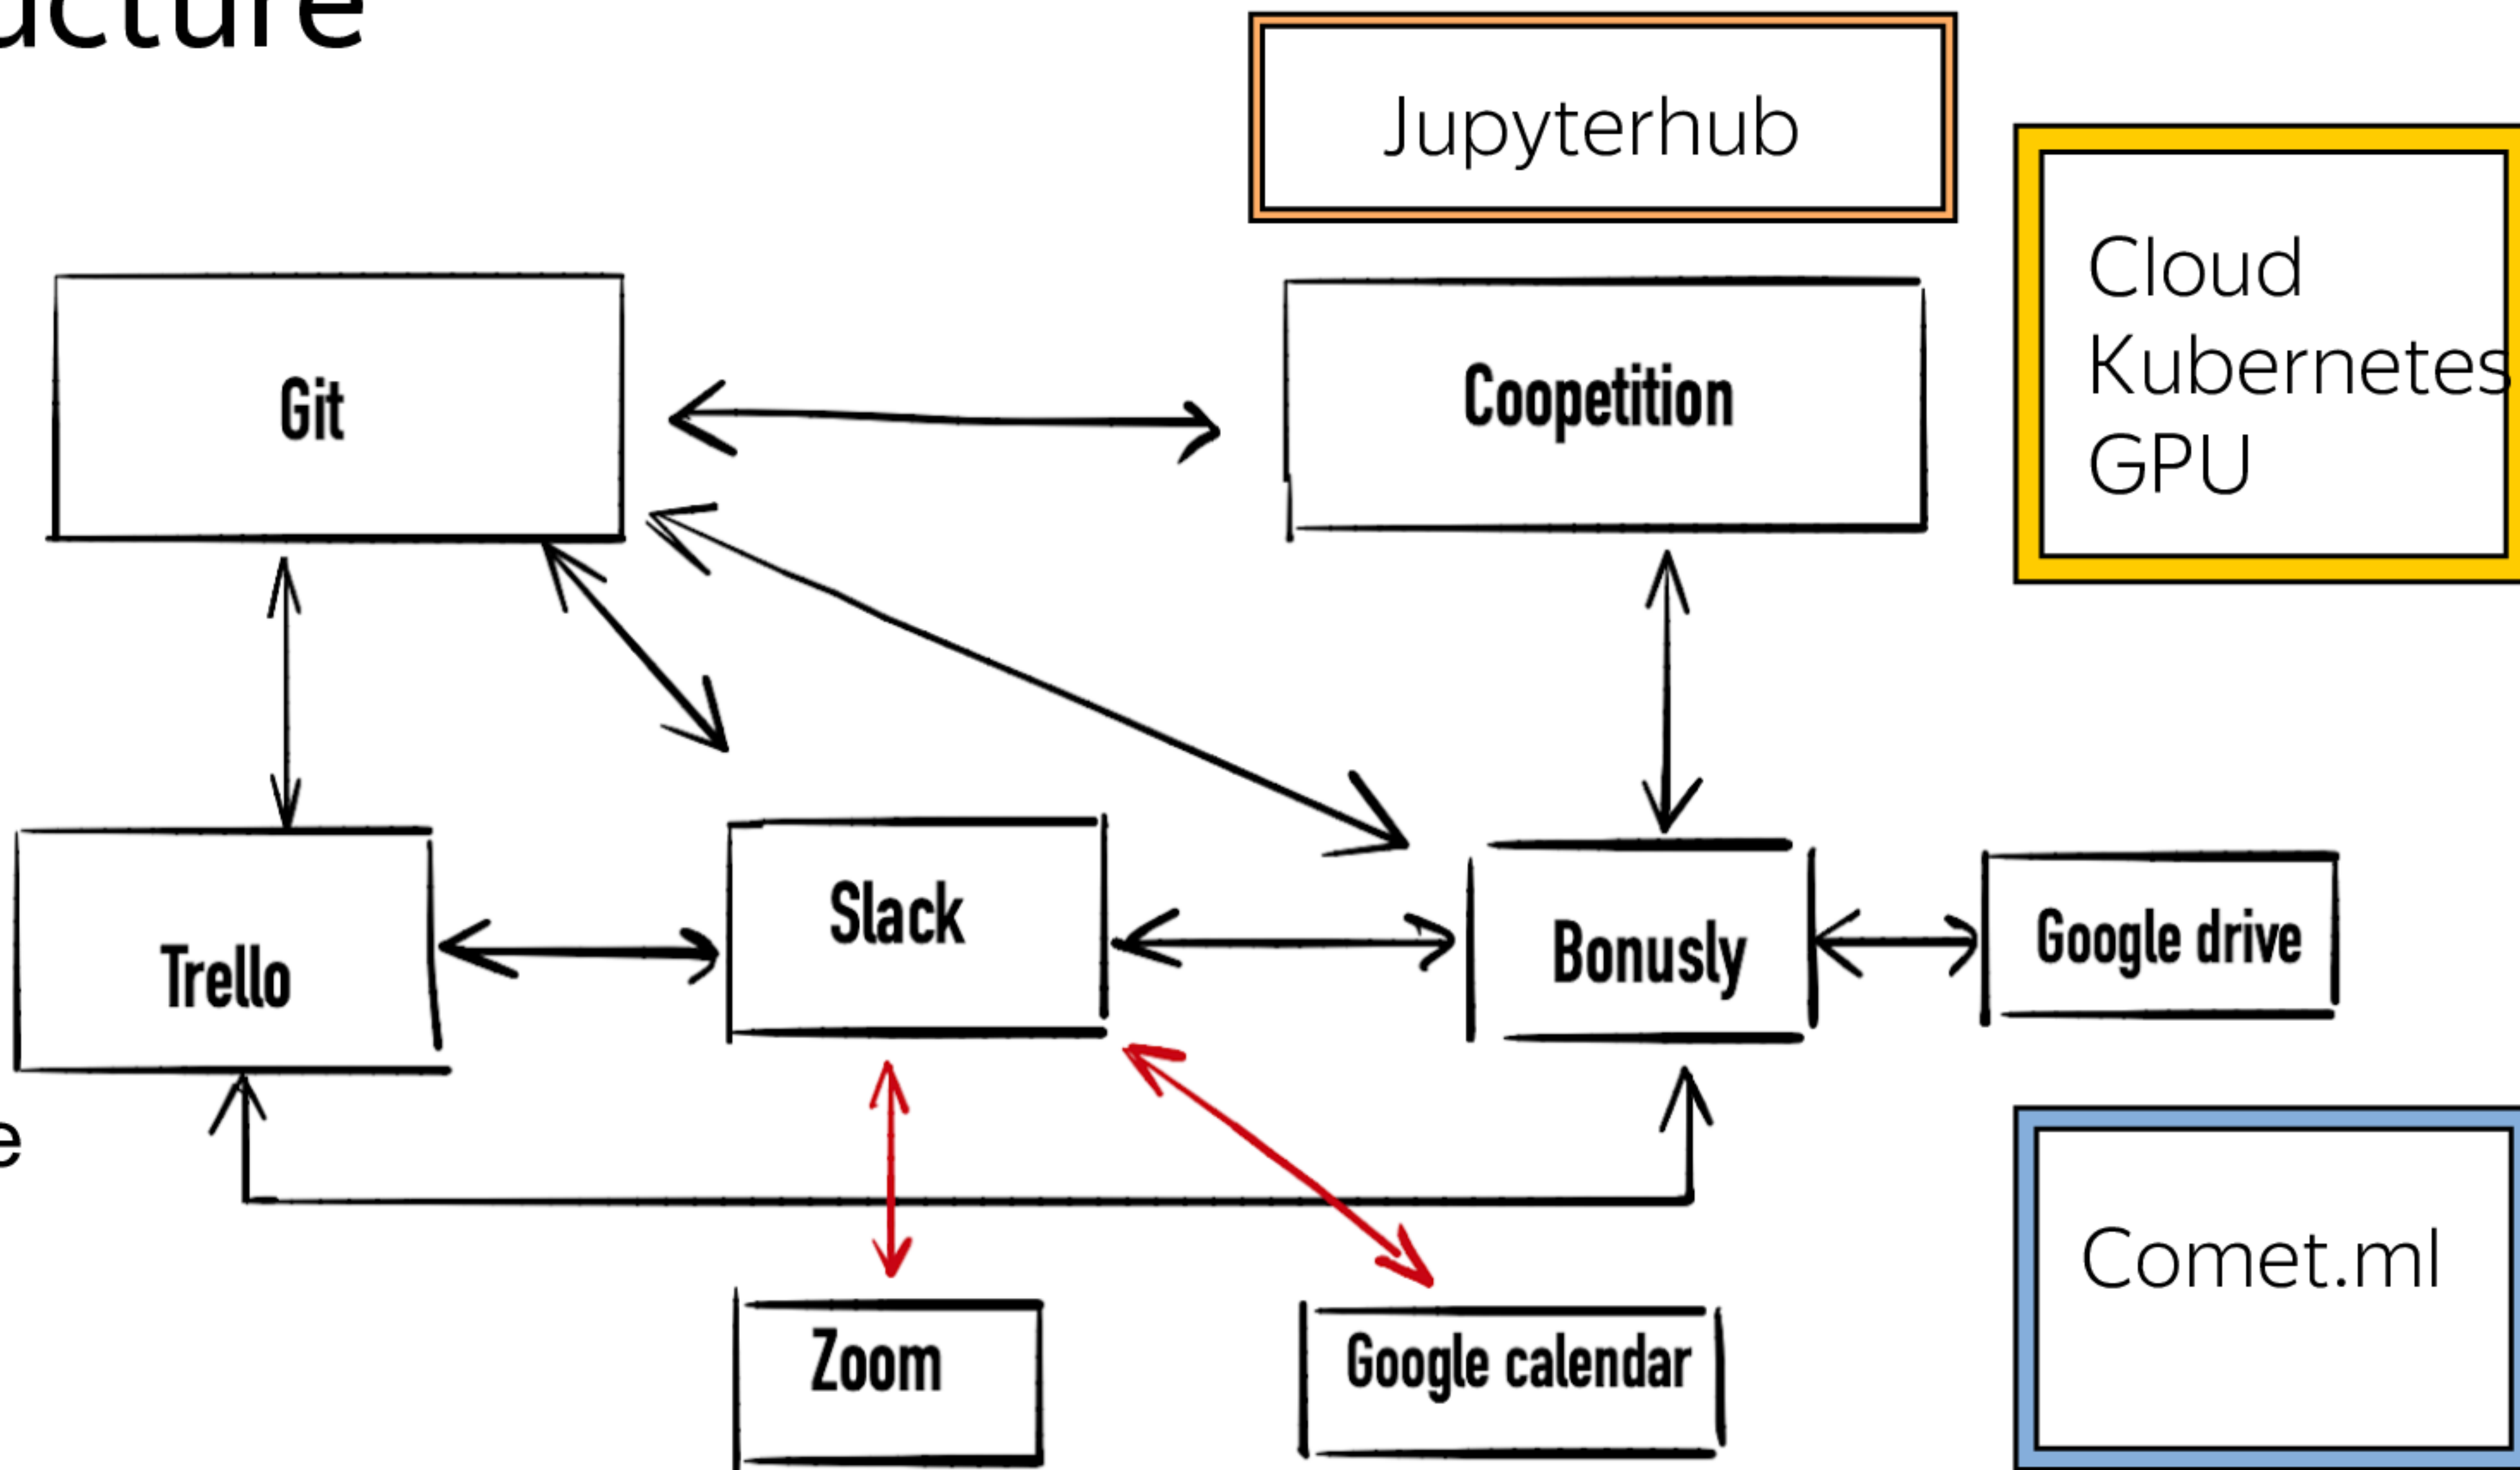 ucture
Jupyterhub
Cloud
Kubernetes
GPU
Git
Coopetition
Trello
Slack
Bonusly
Google drive
e
Comet.ml
Zoom
Google calendar